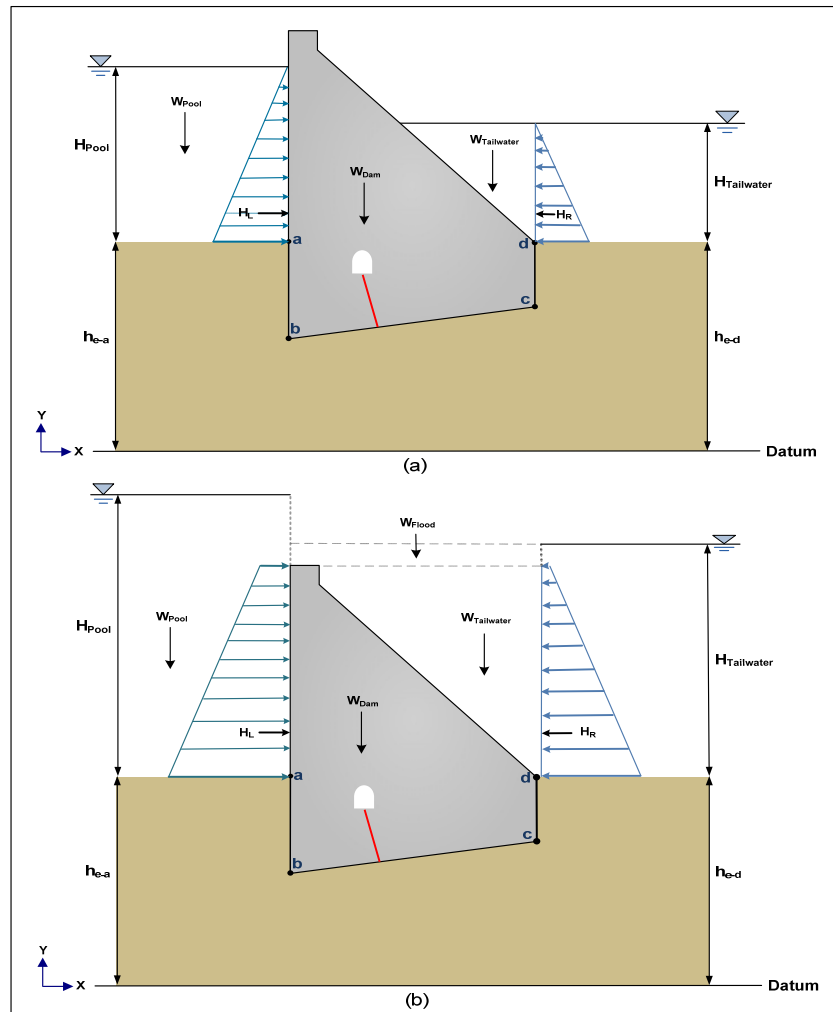 W_Pool
H_Pool
W_Tailwater
W_Dam
H_Tailwater
H_L
H_R
a
d
c
b
h_e-a
h_e-d
Y
X
Datum
(a)
W_Flood
W_Pool
H_Pool
W_Tailwater
H_Tailwater
W_Dam
H_L
H_R
a
d
c
b
h_e-a
h_e-d
Y
X
Datum
(b)